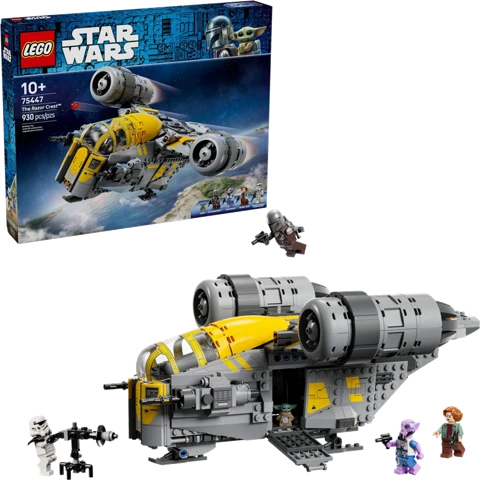 LEGO
STAR
WARS
10+
75447
The Razor Crest™
930 pcs/pzs